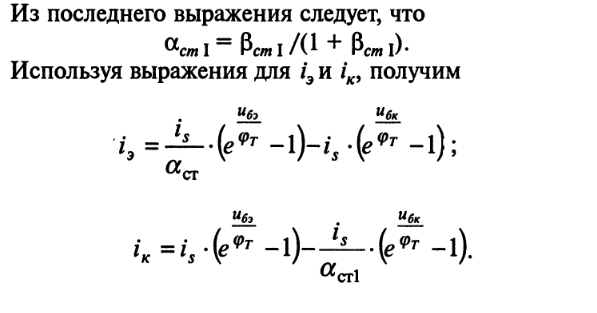 Из последнего выражения следует, что
α_ст I = β_ст I /(1 + β_ст I).
Используя выражения для i_э и i_к, получим
i_э = i_s/α_ст · (e^(u_бэ/φ_T) − 1) − i_s · (e^(u_бк/φ_T) − 1);
i_к = i_s · (e^(u_бэ/φ_T) − 1) − i_s/α_ст1 · (e^(u_бк/φ_T) − 1).